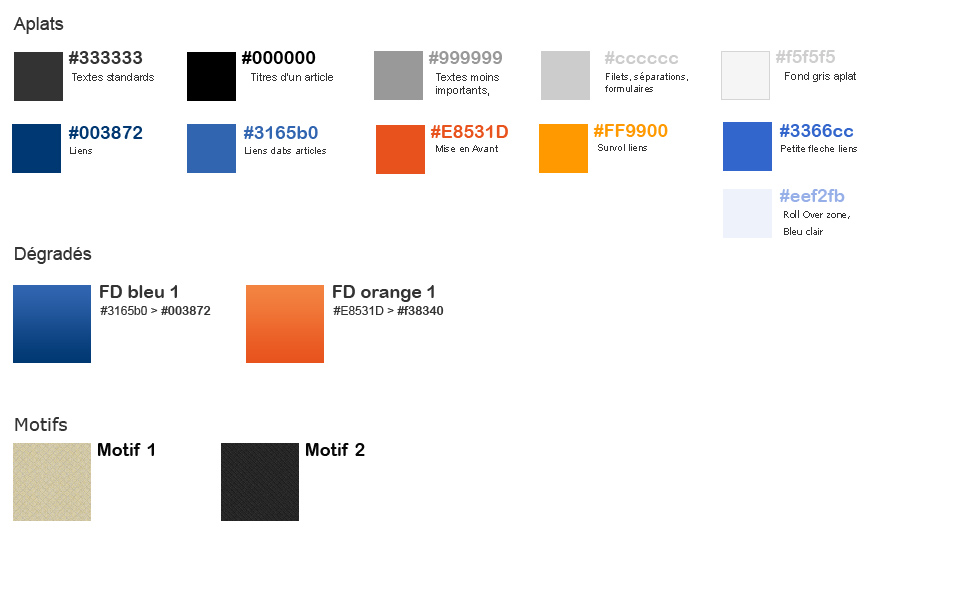 Aplats
#333333
Textes standards
#000000
Titres d'un article
#999999
Textes moins
importants,
#cccccc
Filets, séparations,
formulaires
#f5f5f5
Fond gris aplat
#003872
Liens
#3165b0
Liens dabs articles
#E8531D
Mise en Avant
#FF9900
Survol liens
#3366cc
Petite fleche liens
#eef2fb
Roll Over zone,
Bleu clair
Dégradés
FD bleu 1
#3165b0 > #003872
FD orange 1
#E8531D > #f38340
Motifs
Motif 1
Motif 2